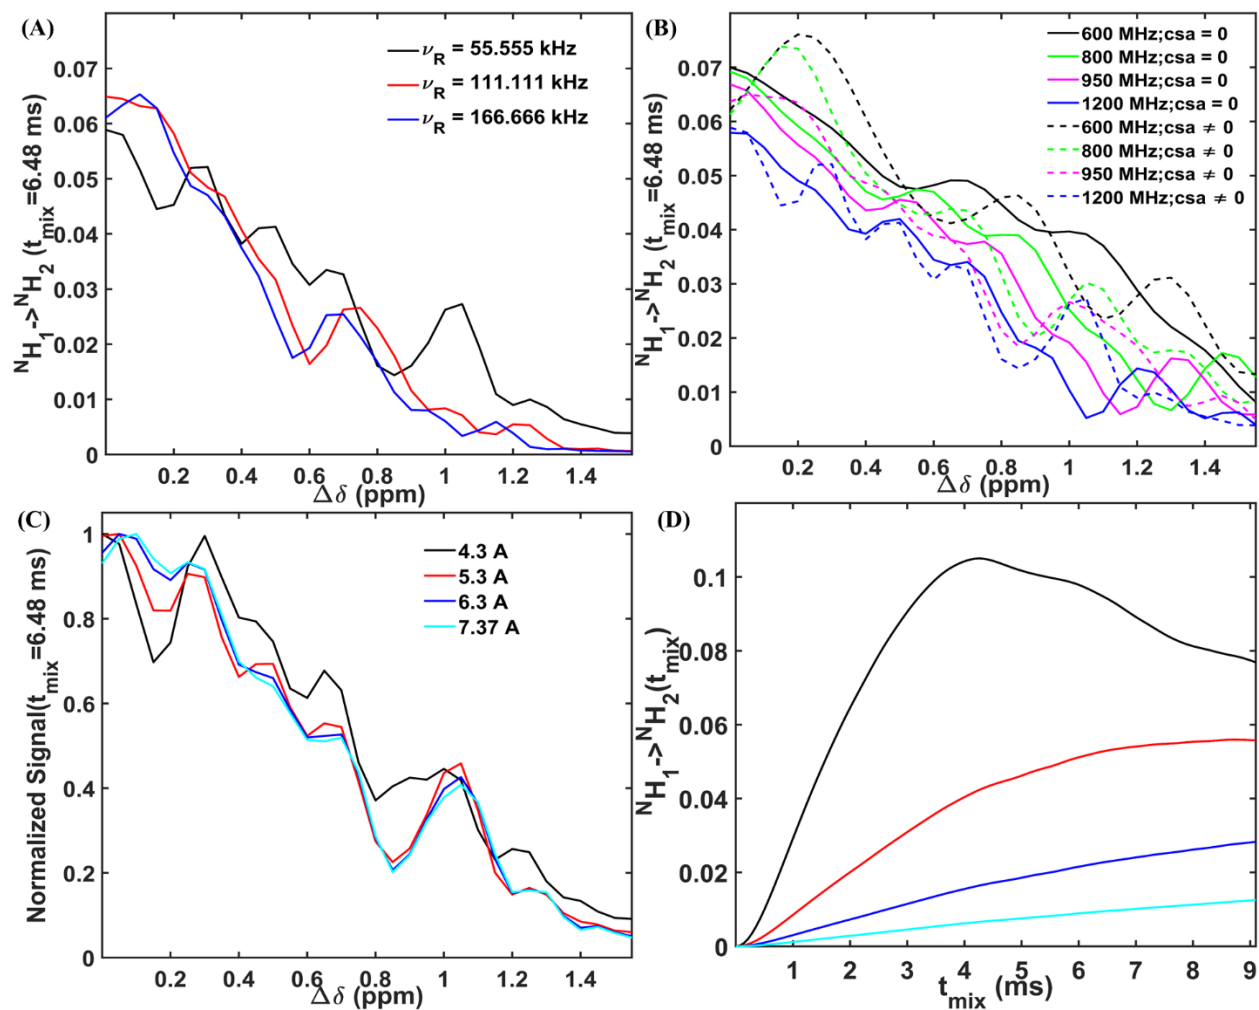 (A)
ᴺH₁->ᴺH₂ (t_mix=6.48 ms)
0.07
0.06
0.05
0.04
0.03
0.02
0.01
0
0.2 0.4 0.6 0.8 1 1.2 1.4
Δδ (ppm)
ν_R = 55.555 kHz
ν_R = 111.111 kHz
ν_R = 166.666 kHz
(B)
ᴺH₁->ᴺH₂ (t_mix=6.48 ms)
0.07
0.06
0.05
0.04
0.03
0.02
0.01
0
0.2 0.4 0.6 0.8 1 1.2 1.4
Δδ (ppm)
600 MHz;csa = 0
800 MHz;csa = 0
950 MHz;csa = 0
1200 MHz;csa = 0
600 MHz;csa ≠ 0
800 MHz;csa ≠ 0
950 MHz;csa ≠ 0
1200 MHz;csa ≠ 0
(C)
Normalized Signal(t_mix=6.48 ms)
1
0.8
0.6
0.4
0.2
0
0.2 0.4 0.6 0.8 1 1.2 1.4
Δδ (ppm)
4.3 A
5.3 A
6.3 A
7.37 A
(D)
ᴺH₁->ᴺH₂(t_mix)
0.1
0.08
0.06
0.04
0.02
0
1 2 3 4 5 6 7 8 9
t_mix (ms)